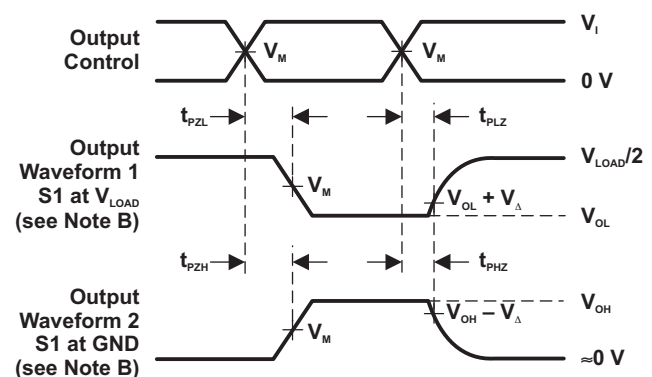 Output
Control
V_M
V_M
V_I
0 V
t_PZL
t_PLZ
Output
Waveform 1
S1 at V_LOAD
(see Note B)
V_M
V_OL + V_Δ
V_LOAD/2
V_OL
t_PZH
t_PHZ
Output
Waveform 2
S1 at GND
(see Note B)
V_M
V_OH – V_Δ
V_OH
≈0 V